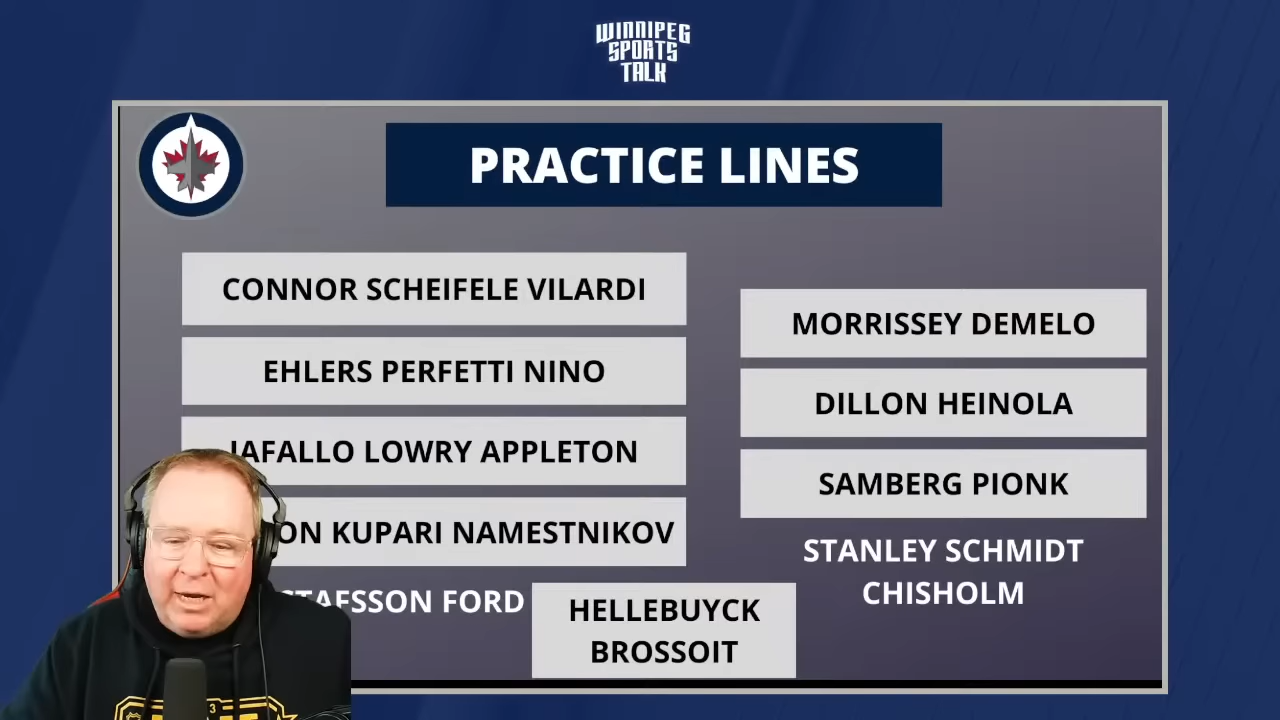 WINNIPEG
SPORTS
TALK
PRACTICE LINES
CONNOR SCHEIFELE VILARDI
EHLERS PERFETTI NINO
IAFALLO LOWRY APPLETON
KUPARI NAMESTNIKOV
FORD
MORRISSEY DEMELO
DILLON HEINOLA
SAMBERG PIONK
STANLEY SCHMIDT
CHISHOLM
HELLEBUYCK
BROSSOIT